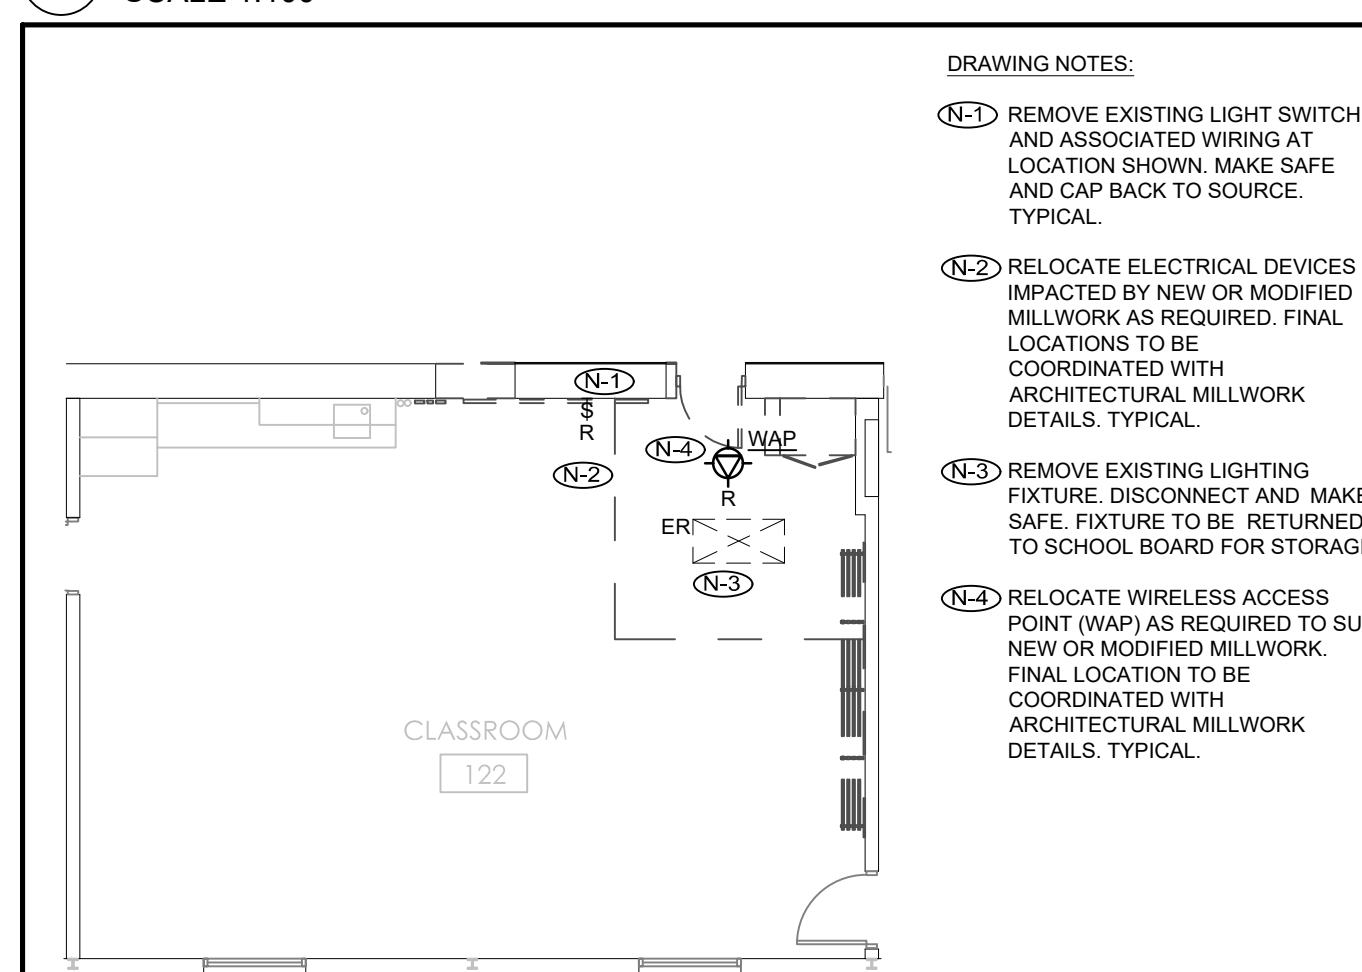 SCALE 1:100
DRAWING NOTES:
N-1 REMOVE EXISTING LIGHT SWITCH
AND ASSOCIATED WIRING AT
LOCATION SHOWN. MAKE SAFE
AND CAP BACK TO SOURCE.
TYPICAL.
N-2 RELOCATE ELECTRICAL DEVICES
IMPACTED BY NEW OR MODIFIED
MILLWORK AS REQUIRED. FINAL
LOCATIONS TO BE
COORDINATED WITH
ARCHITECTURAL MILLWORK
DETAILS. TYPICAL.
N-3 REMOVE EXISTING LIGHTING
FIXTURE. DISCONNECT AND MAKE
SAFE. FIXTURE TO BE RETURNED
TO SCHOOL BOARD FOR STORAG
N-4 RELOCATE WIRELESS ACCESS
POINT (WAP) AS REQUIRED TO SU
NEW OR MODIFIED MILLWORK.
FINAL LOCATION TO BE
COORDINATED WITH
ARCHITECTURAL MILLWORK
DETAILS. TYPICAL.
N-1
$
R
N-2
N-4
WAP
R
ER
N-3
CLASSROOM
122